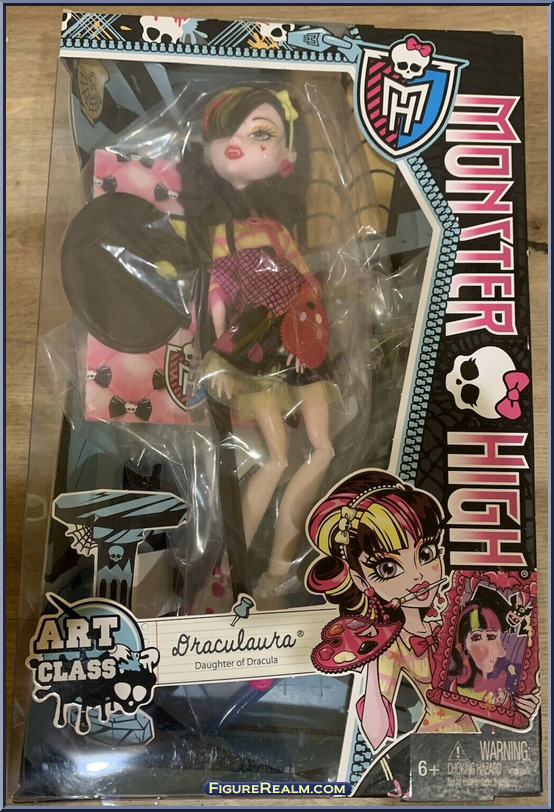 MONSTER HIGH®
ART
CLASS
Draculaura®
Daughter of Dracula
6+
WARNING
CHOKING HAZARD
FIGUREREALM.COM